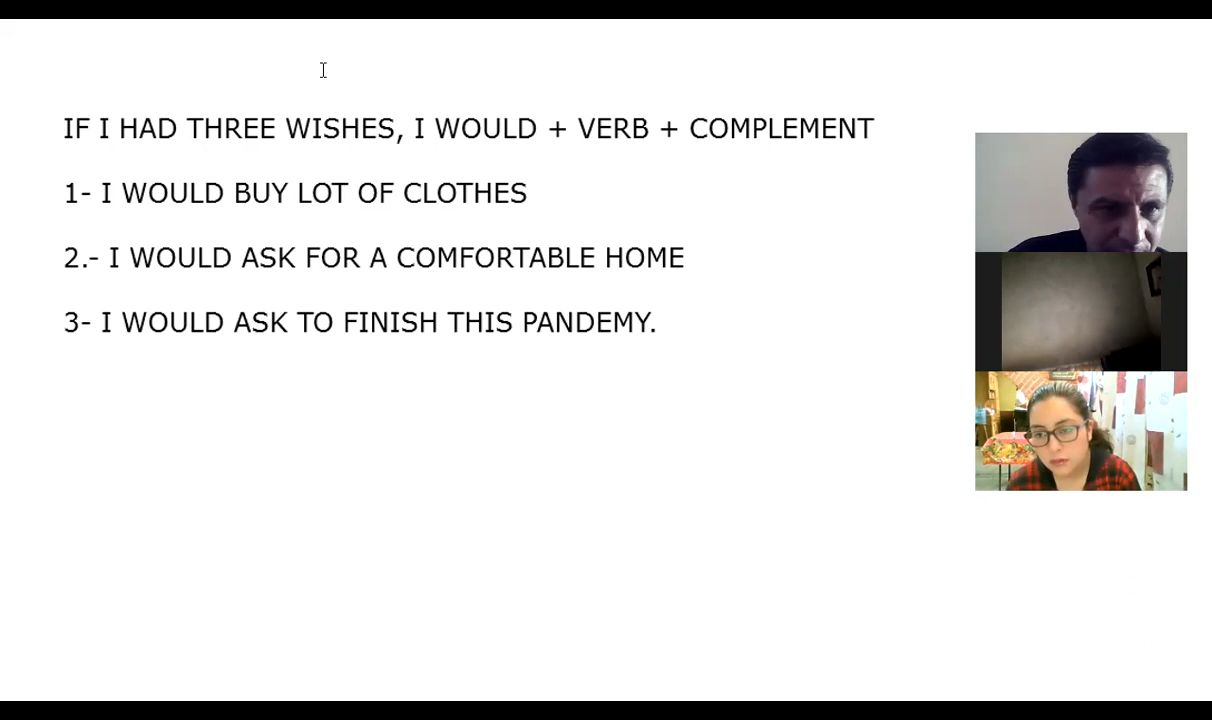 IF I HAD THREE WISHES, I WOULD + VERB + COMPLEMENT
1- I WOULD BUY LOT OF CLOTHES
2.- I WOULD ASK FOR A COMFORTABLE HOME
3- I WOULD ASK TO FINISH THIS PANDEMY.